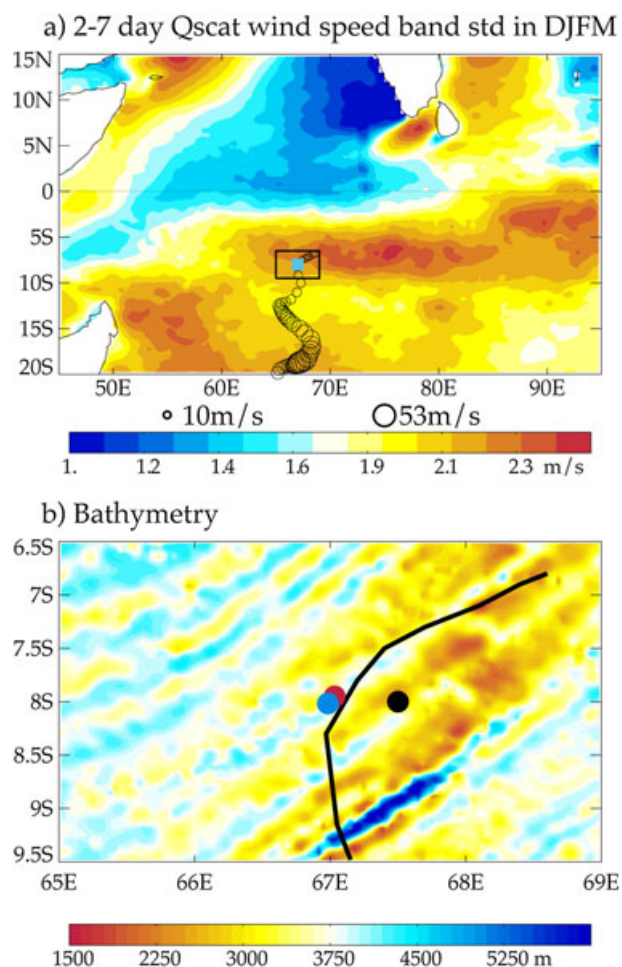 a) 2-7 day Qscat wind speed band std in DJFM
15N
10N
5N
0
5S
10S
15S
20S
50E 60E 70E 80E 90E
10m/s 53m/s
1. 1.2 1.4 1.6 1.9 2.1 2.3 m/s
b) Bathymetry
6.5S
7S
7.5S
8S
8.5S
9S
9.5S
65E 66E 67E 68E 69E
1500 2250 3000 3750 4500 5250 m